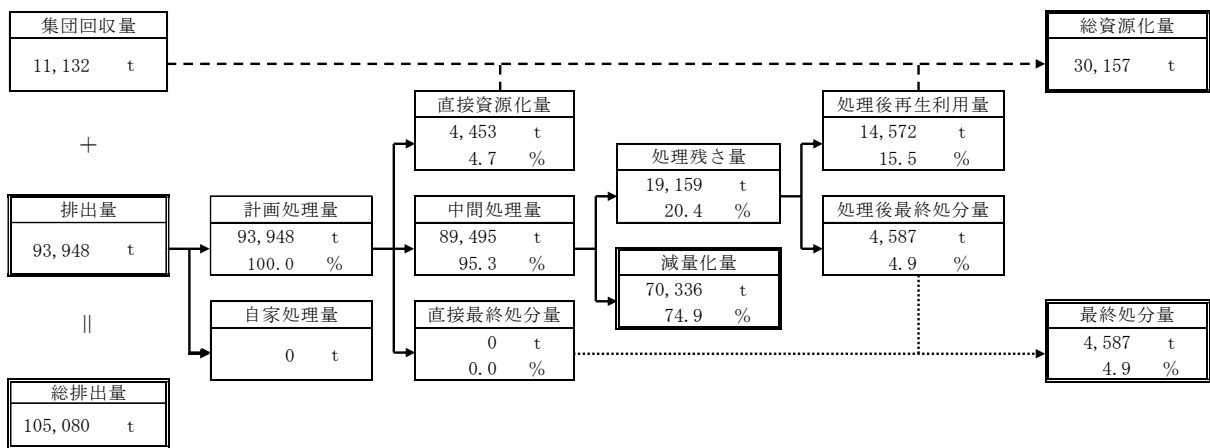 集団回収量
11,132 t
総資源化量
30,157 t
直接資源化量
4,453 t
4.7 %
処理後再生利用量
14,572 t
15.5 %
+
処理残さ量
19,159 t
20.4 %
排出量
93,948 t
計画処理量
93,948 t
100.0 %
中間処理量
89,495 t
95.3 %
処理後最終処分量
4,587 t
4.9 %
減量化量
70,336 t
74.9 %
||
自家処理量
0 t
直接最終処分量
0 t
0.0 %
最終処分量
4,587 t
4.9 %
総排出量
105,080 t